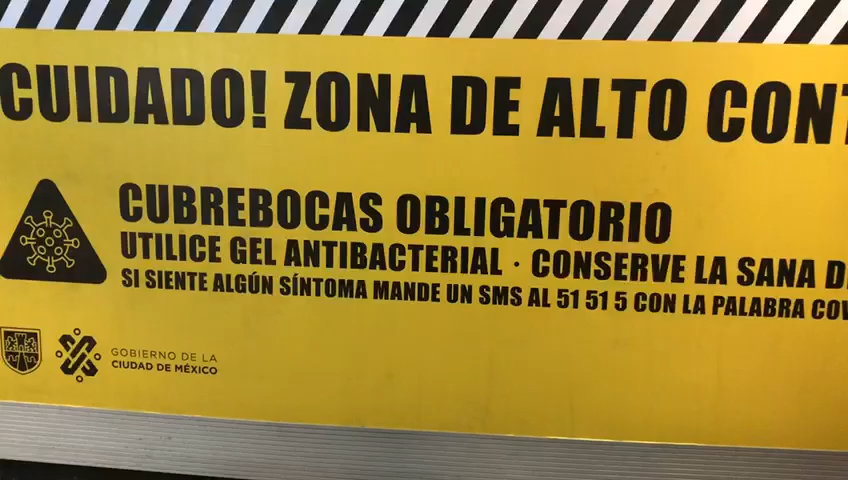 CUIDADO! ZONA DE ALTO CONT
CUBREBOCAS OBLIGATORIO
UTILICE GEL ANTIBACTERIAL · CONSERVE LA SANA D
SI SIENTE ALGÚN SÍNTOMA MANDE UN SMS AL 51 51 5 CON LA PALABRA COV
GOBIERNO DE LA
CIUDAD DE MÉXICO